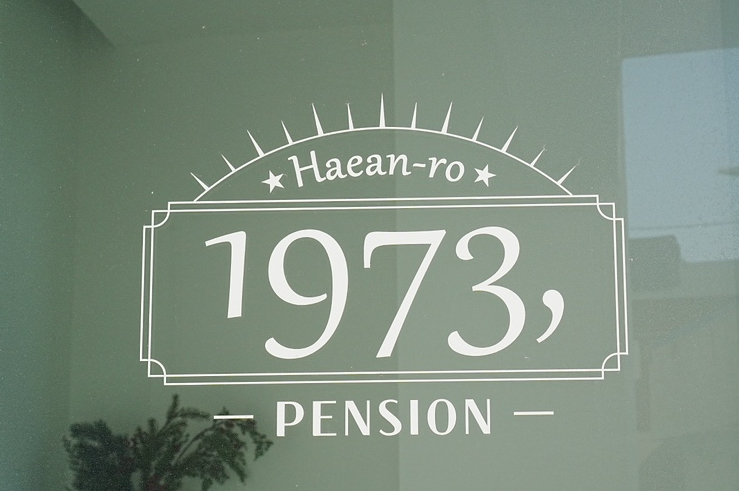 ★ Haean-ro ★
1973,
— PENSION —